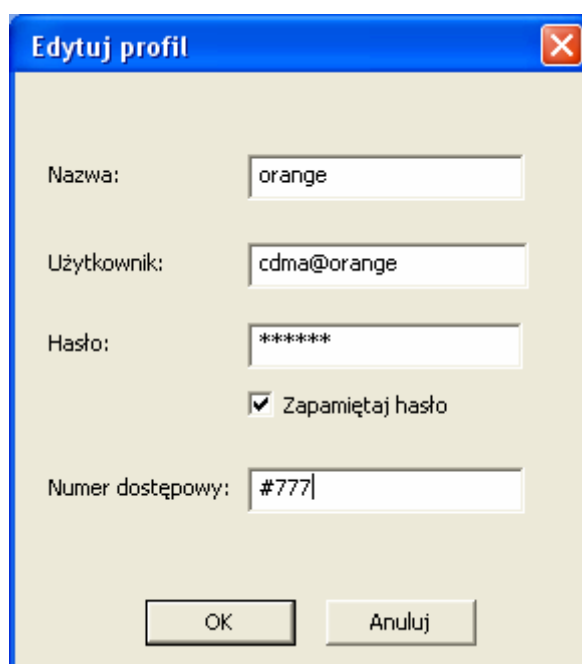 Edytuj profil
Nazwa: orange
Użytkownik: cdma@orange
Hasło: ******
Zapamiętaj hasło
Numer dostępowy: #777
OK Anuluj